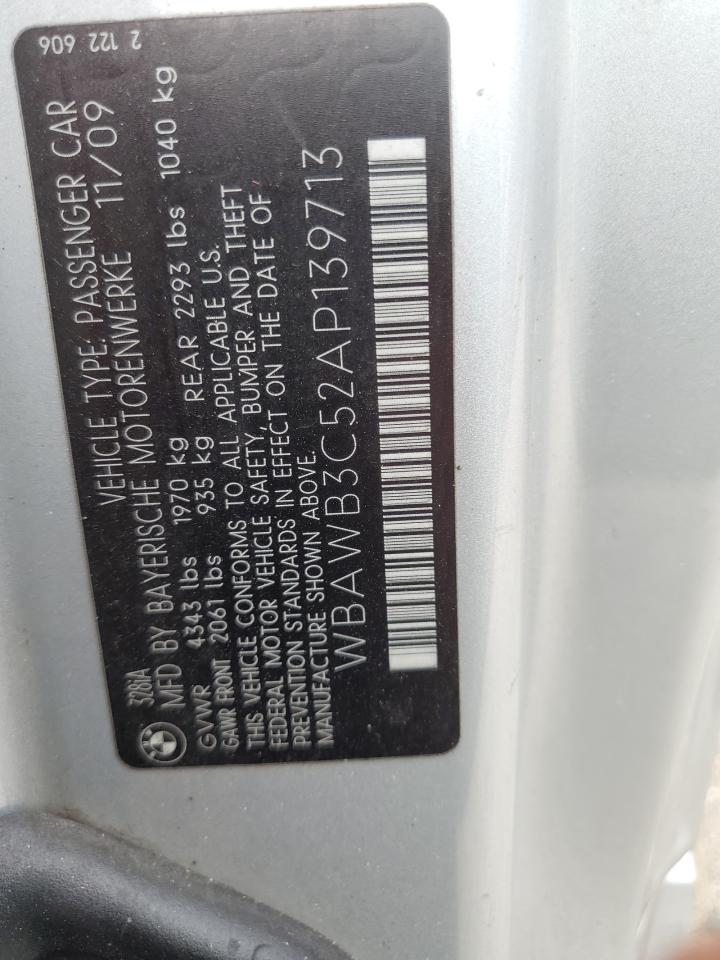 2 122 606
328iA
VEHICLE TYPE: PASSENGER CAR
MFD BY BAYERISCHE MOTORENWERKE 11/09
GVWR 4343 lbs 1970 kg
GAWR FRONT 2061 lbs 935 kg REAR 2293 lbs 1040 kg
THIS VEHICLE CONFORMS TO ALL APPLICABLE U.S.
FEDERAL MOTOR VEHICLE SAFETY, BUMPER AND THEFT
PREVENTION STANDARDS IN EFFECT ON THE DATE OF
MANUFACTURE SHOWN ABOVE.
WBAWB3C52AP139713